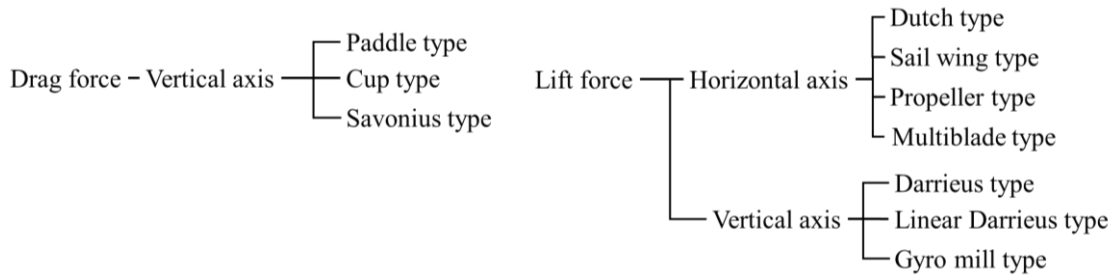 Drag force – Vertical axis
Paddle type
Cup type
Savonius type
Lift force
Horizontal axis
Dutch type
Sail wing type
Propeller type
Multiblade type
Vertical axis
Darrieus type
Linear Darrieus type
Gyro mill type